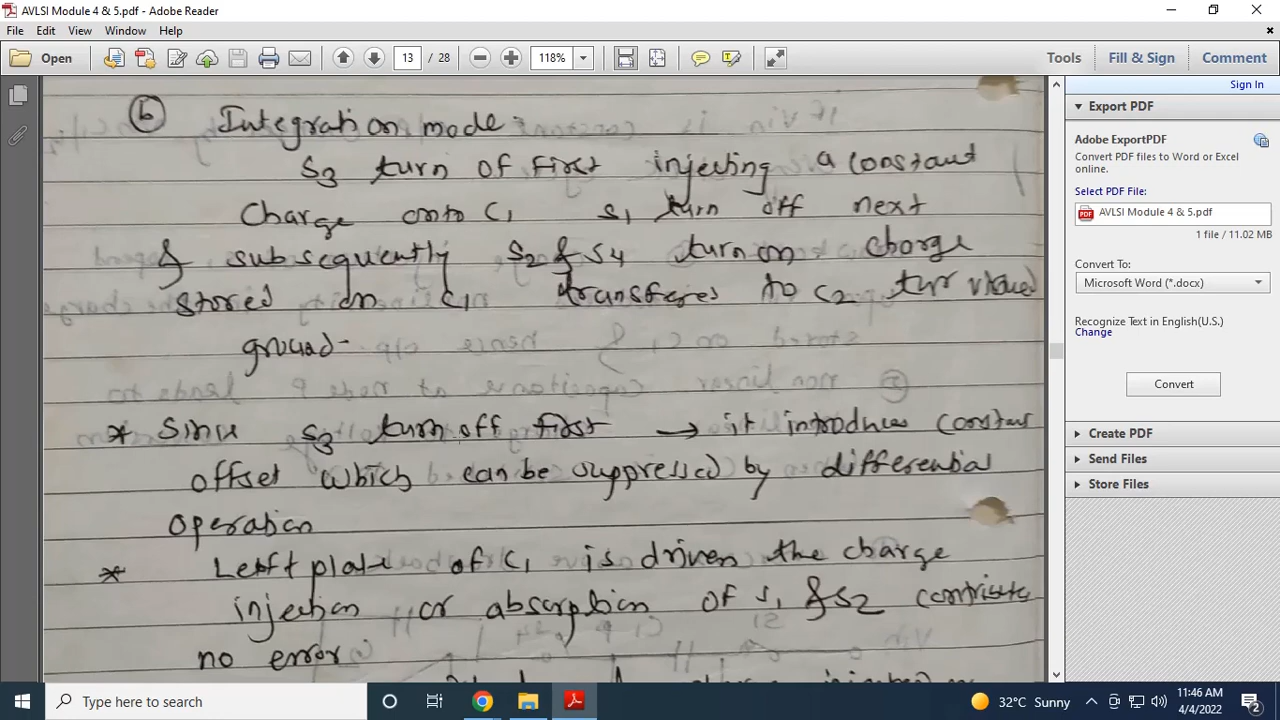 AVLSI Module 4 & 5.pdf - Adobe Reader
File Edit View Window Help
Open 13 / 28 118% Tools Fill & Sign Comment
Sign In
Export PDF
Adobe ExportPDF
Convert PDF files to Word or Excel
online.
Select PDF File:
AVLSI Module 4 & 5.pdf
1 file / 11.02 MB
Convert To:
Microsoft Word (*.docx)
Recognize Text in English(U.S.)
Change
Convert
Create PDF
Send Files
Store Files
(b) Integration mode:
S3 turn of first injecting a constant
Charge onto C1 S1 turn off next
& subsequently S2 & S4 turn on charge
stored on C1 transferes to C2
ground
* Since S3 turn off first → it introduces constant
offset which can be suppressed by differential
operation
* Left plate of C1 is driven the charge
injection or absorption of S1 & S2 contribute
no error
Type here to search
32°C Sunny
11:46 AM
4/4/2022
2